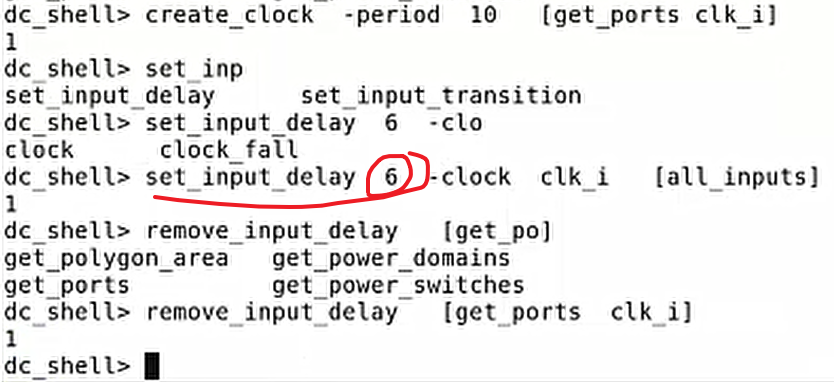 dc_shell> create_clock -period 10 [get_ports clk_i]
1
dc_shell> set_inp
set_input_delay set_input_transition
dc_shell> set_input_delay 6 -clo
clock clock_fall
dc_shell> set_input_delay 6 -clock clk_i [all_inputs]
1
dc_shell> remove_input_delay [get_po]
get_polygon_area get_power_domains
get_ports get_power_switches
dc_shell> remove_input_delay [get_ports clk_i]
1
dc_shell>